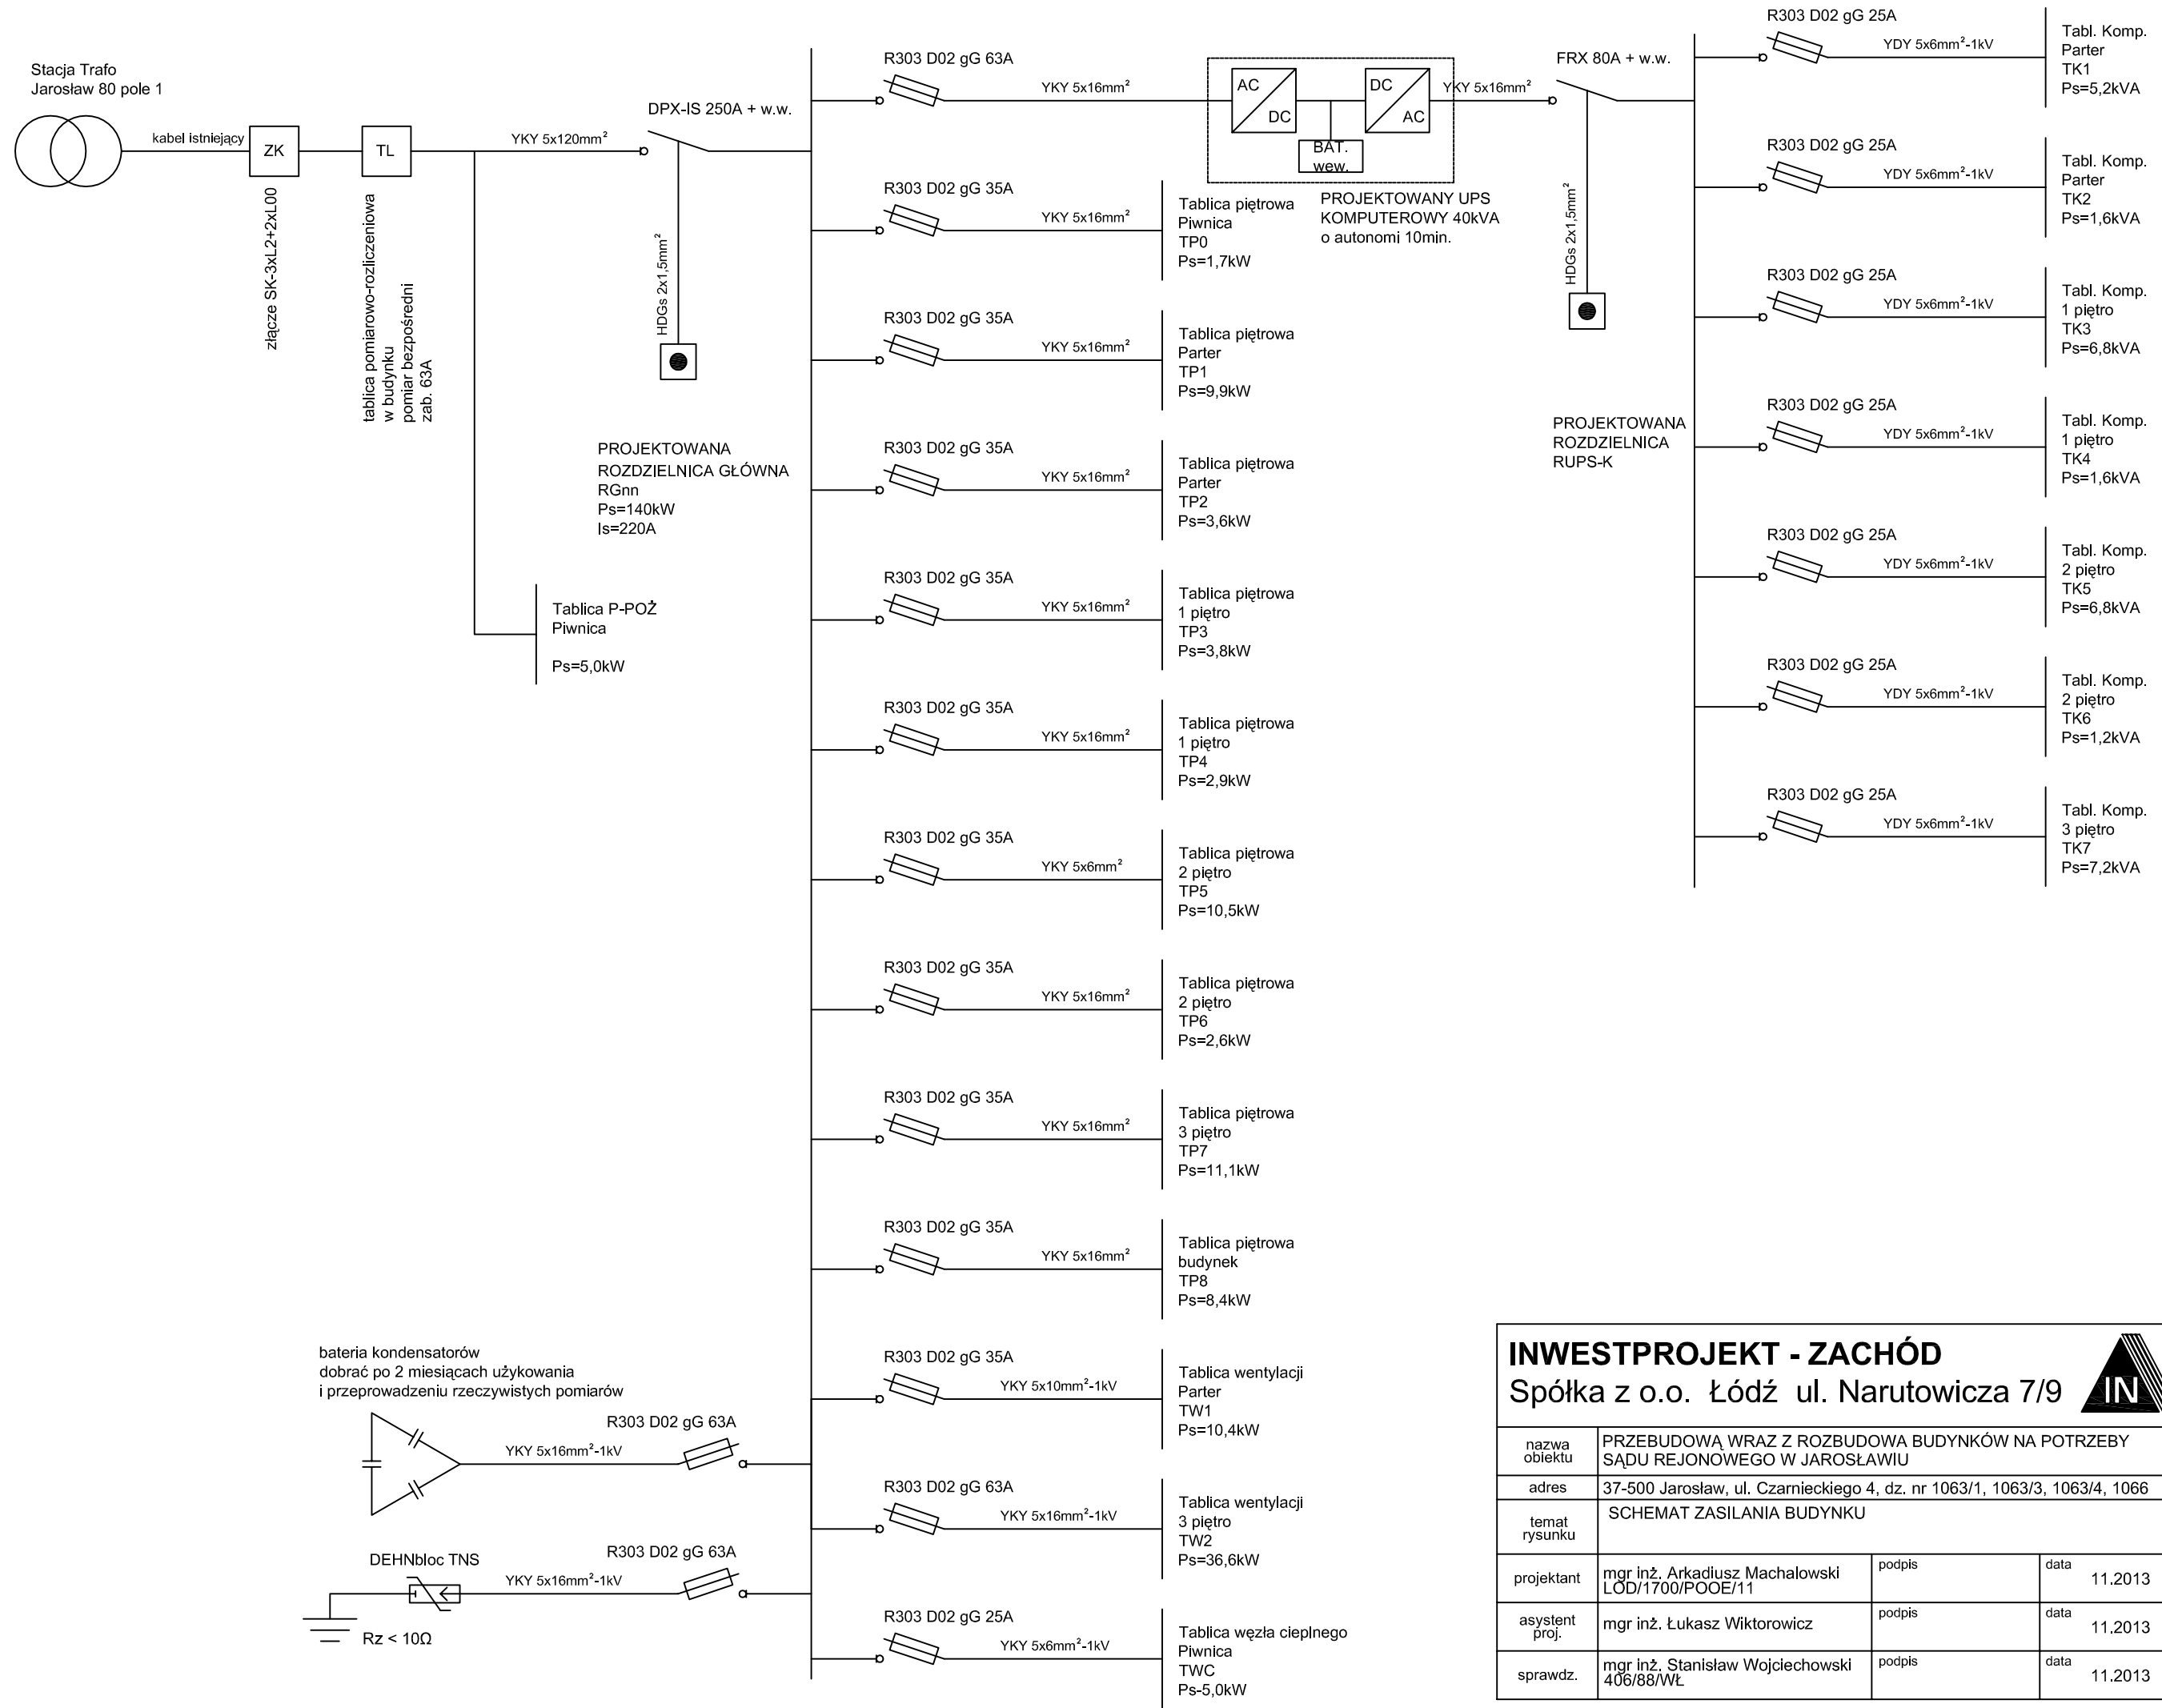 Stacja Trafo
Jarosław 80 pole 1
kabel istniejący
ZK
TL
złącze SK-3xL2+2xL00
tablica pomiarowo-rozliczeniowa
w budynku
pomiar bezpośredni
zab. 63A
YKY 5x120mm²
DPX-IS 250A + w.w.
HDGs 2x1,5mm²
PROJEKTOWANA
ROZDZIELNICA GŁÓWNA
RGnn
Ps=140kW
Is=220A
Tablica P-POŻ
Piwnica
Ps=5,0kW
R303 D02 gG 63A
YKY 5x16mm²
AC
DC
DC
AC
BAT.
wew.
PROJEKTOWANY UPS
KOMPUTEROWY 40kVA
o autonomi 10min.
YKY 5x16mm²
FRX 80A + w.w.
HDGs 2x1,5mm²
PROJEKTOWANA
ROZDZIELNICA
RUPS-K
R303 D02 gG 35A
YKY 5x16mm²
Tablica piętrowa
Piwnica
TP0
Ps=1,7kW
R303 D02 gG 35A
YKY 5x16mm²
Tablica piętrowa
Parter
TP1
Ps=9,9kW
R303 D02 gG 35A
YKY 5x16mm²
Tablica piętrowa
Parter
TP2
Ps=3,6kW
R303 D02 gG 35A
YKY 5x16mm²
Tablica piętrowa
1 piętro
TP3
Ps=3,8kW
R303 D02 gG 35A
YKY 5x16mm²
Tablica piętrowa
1 piętro
TP4
Ps=2,9kW
R303 D02 gG 35A
YKY 5x6mm²
Tablica piętrowa
2 piętro
TP5
Ps=10,5kW
R303 D02 gG 35A
YKY 5x16mm²
Tablica piętrowa
2 piętro
TP6
Ps=2,6kW
R303 D02 gG 35A
YKY 5x16mm²
Tablica piętrowa
3 piętro
TP7
Ps=11,1kW
R303 D02 gG 35A
YKY 5x16mm²
Tablica piętrowa
budynek
TP8
Ps=8,4kW
R303 D02 gG 35A
YKY 5x10mm²-1kV
Tablica wentylacji
Parter
TW1
Ps=10,4kW
R303 D02 gG 63A
YKY 5x16mm²-1kV
Tablica wentylacji
3 piętro
TW2
Ps=36,6kW
R303 D02 gG 25A
YKY 5x6mm²-1kV
Tablica węzła cieplnego
Piwnica
TWC
Ps-5,0kW
bateria kondensatorów
dobrać po 2 miesiącach użykowania
i przeprowadzeniu rzeczywistych pomiarów
R303 D02 gG 63A
YKY 5x16mm²-1kV
DEHNbloc TNS
R303 D02 gG 63A
YKY 5x16mm²-1kV
Rz < 10Ω
R303 D02 gG 25A
YDY 5x6mm²-1kV
Tabl. Komp.
Parter
TK1
Ps=5,2kVA
R303 D02 gG 25A
YDY 5x6mm²-1kV
Tabl. Komp.
Parter
TK2
Ps=1,6kVA
R303 D02 gG 25A
YDY 5x6mm²-1kV
Tabl. Komp.
1 piętro
TK3
Ps=6,8kVA
R303 D02 gG 25A
YDY 5x6mm²-1kV
Tabl. Komp.
1 piętro
TK4
Ps=1,6kVA
R303 D02 gG 25A
YDY 5x6mm²-1kV
Tabl. Komp.
2 piętro
TK5
Ps=6,8kVA
R303 D02 gG 25A
YDY 5x6mm²-1kV
Tabl. Komp.
2 piętro
TK6
Ps=1,2kVA
R303 D02 gG 25A
YDY 5x6mm²-1kV
Tabl. Komp.
3 piętro
TK7
Ps=7,2kVA
INWESTPROJEKT - ZACHÓD
Spółka z o.o. Łódź ul. Narutowicza 7/9
IN
nazwa
obiektu
PRZEBUDOWĄ WRAZ Z ROZBUDOWA BUDYNKÓW NA POTRZEBY
SĄDU REJONOWEGO W JAROSŁAWIU
adres
37-500 Jarosław, ul. Czarnieckiego 4, dz. nr 1063/1, 1063/3, 1063/4, 1066
temat
rysunku
SCHEMAT ZASILANIA BUDYNKU
projektant
mgr inż. Arkadiusz Machalowski
LOD/1700/POOE/11
podpis
data
11.2013
asystent
proj.
mgr inż. Łukasz Wiktorowicz
podpis
data
11.2013
sprawdz.
mgr inż. Stanisław Wojciechowski
406/88/WŁ
podpis
data
11.2013